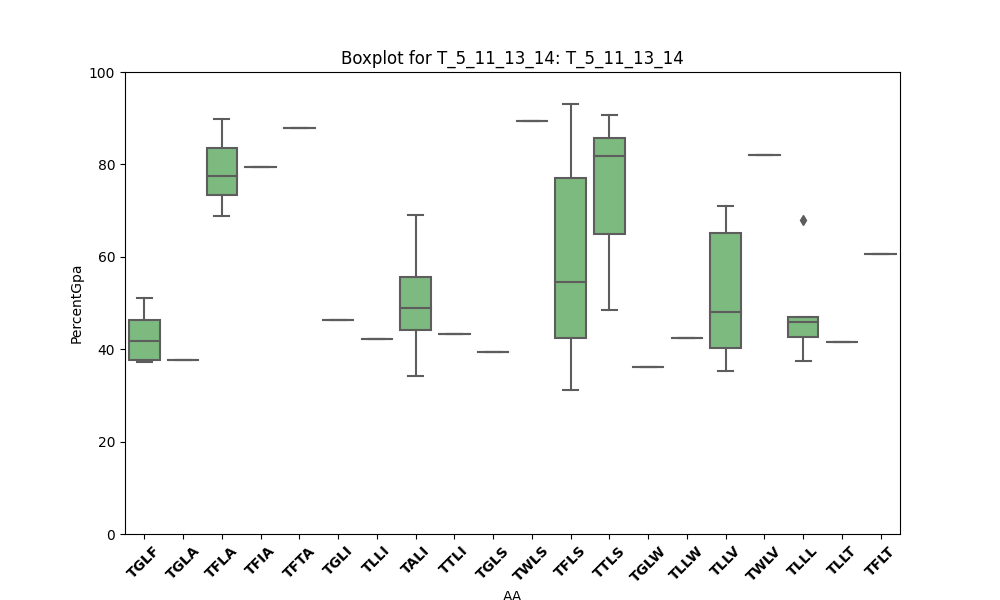 Boxplot for T_5_11_13_14: T_5_11_13_14
PercentGpa
100
80
60
40
20
0
TGLF TGLA TFLA TFIA TFTA TGLI TLLI TALI TTLI TGLS TWLS TFLS TTLS TGLW TLLW TLLV TWLV TLLL TLLT TFLT
AA